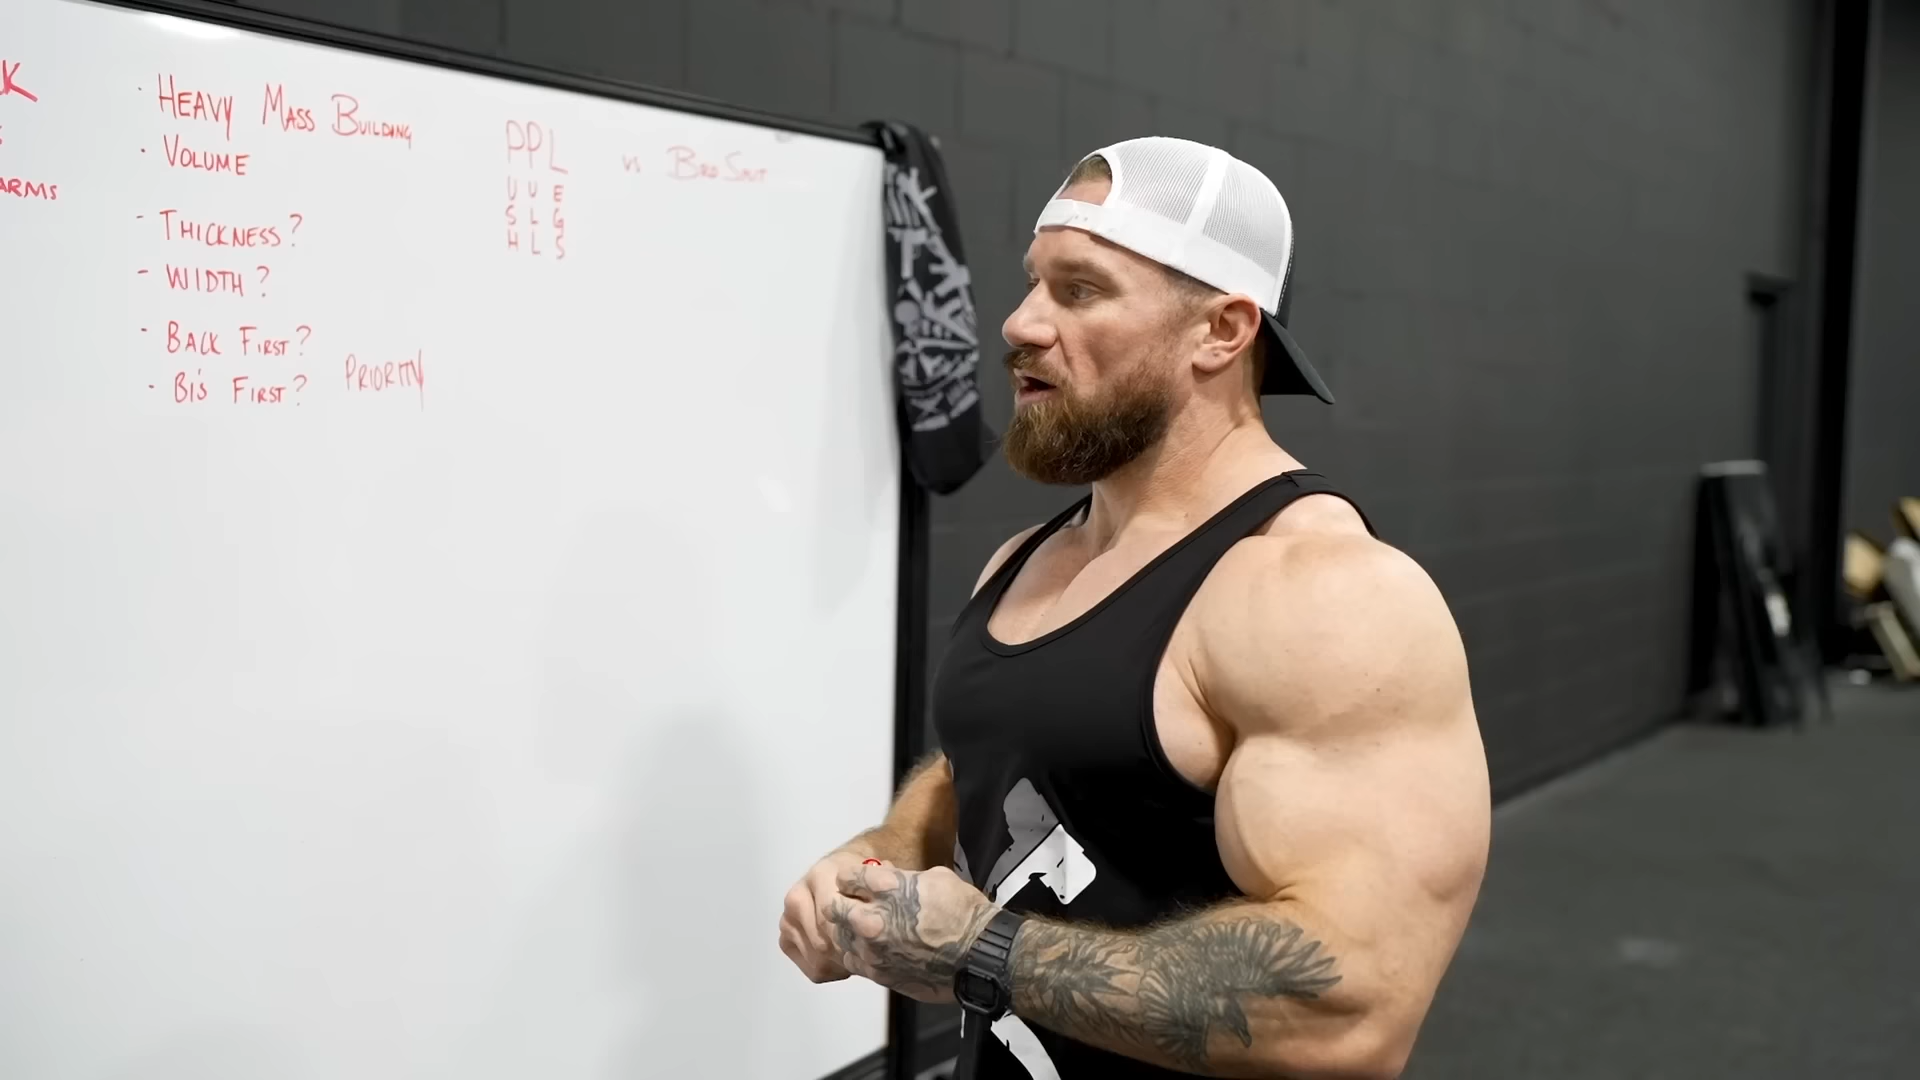 K
ARMS
· HEAVY MASS BUILDING
· VOLUME
- THICKNESS?
- WIDTH?
· BACK FIRST?
· BI'S FIRST? PRIORITY
PPL vs BRO SPLIT
U U E
S L G
H L S